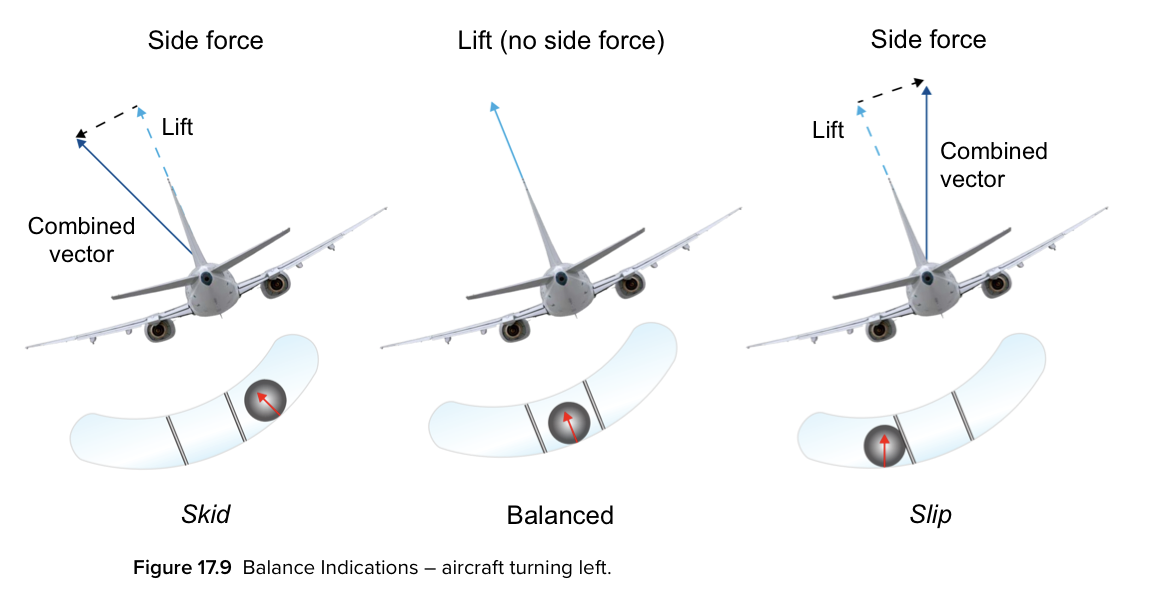 Side force
Lift (no side force)
Side force
Lift
Combined
vector
Lift
Combined
vector
Skid
Balanced
Slip
Figure 17.9 Balance Indications – aircraft turning left.